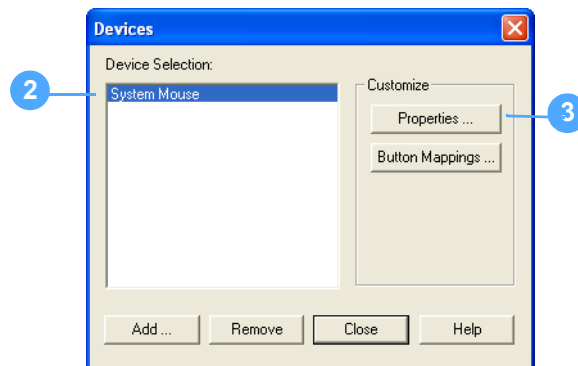 Devices
Device Selection:
2
System Mouse
Customize
Properties ...
3
Button Mappings ...
Add ...
Remove
Close
Help